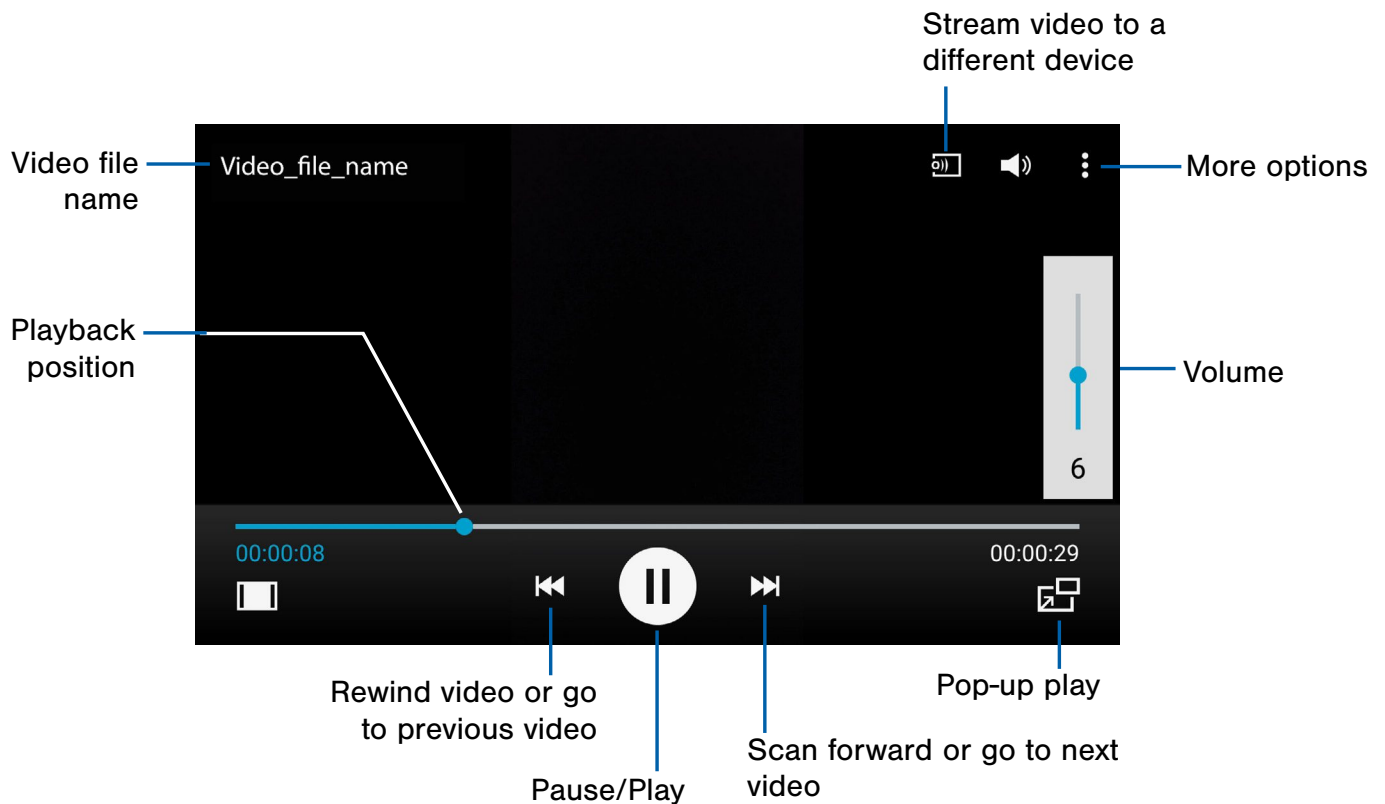 Stream video to a
different device
Video file
name
Video_file_name
More options
Playback
position
Volume
6
00:00:08
00:00:29
Rewind video or go
to previous video
Pause/Play
Scan forward or go to next
video
Pop-up play